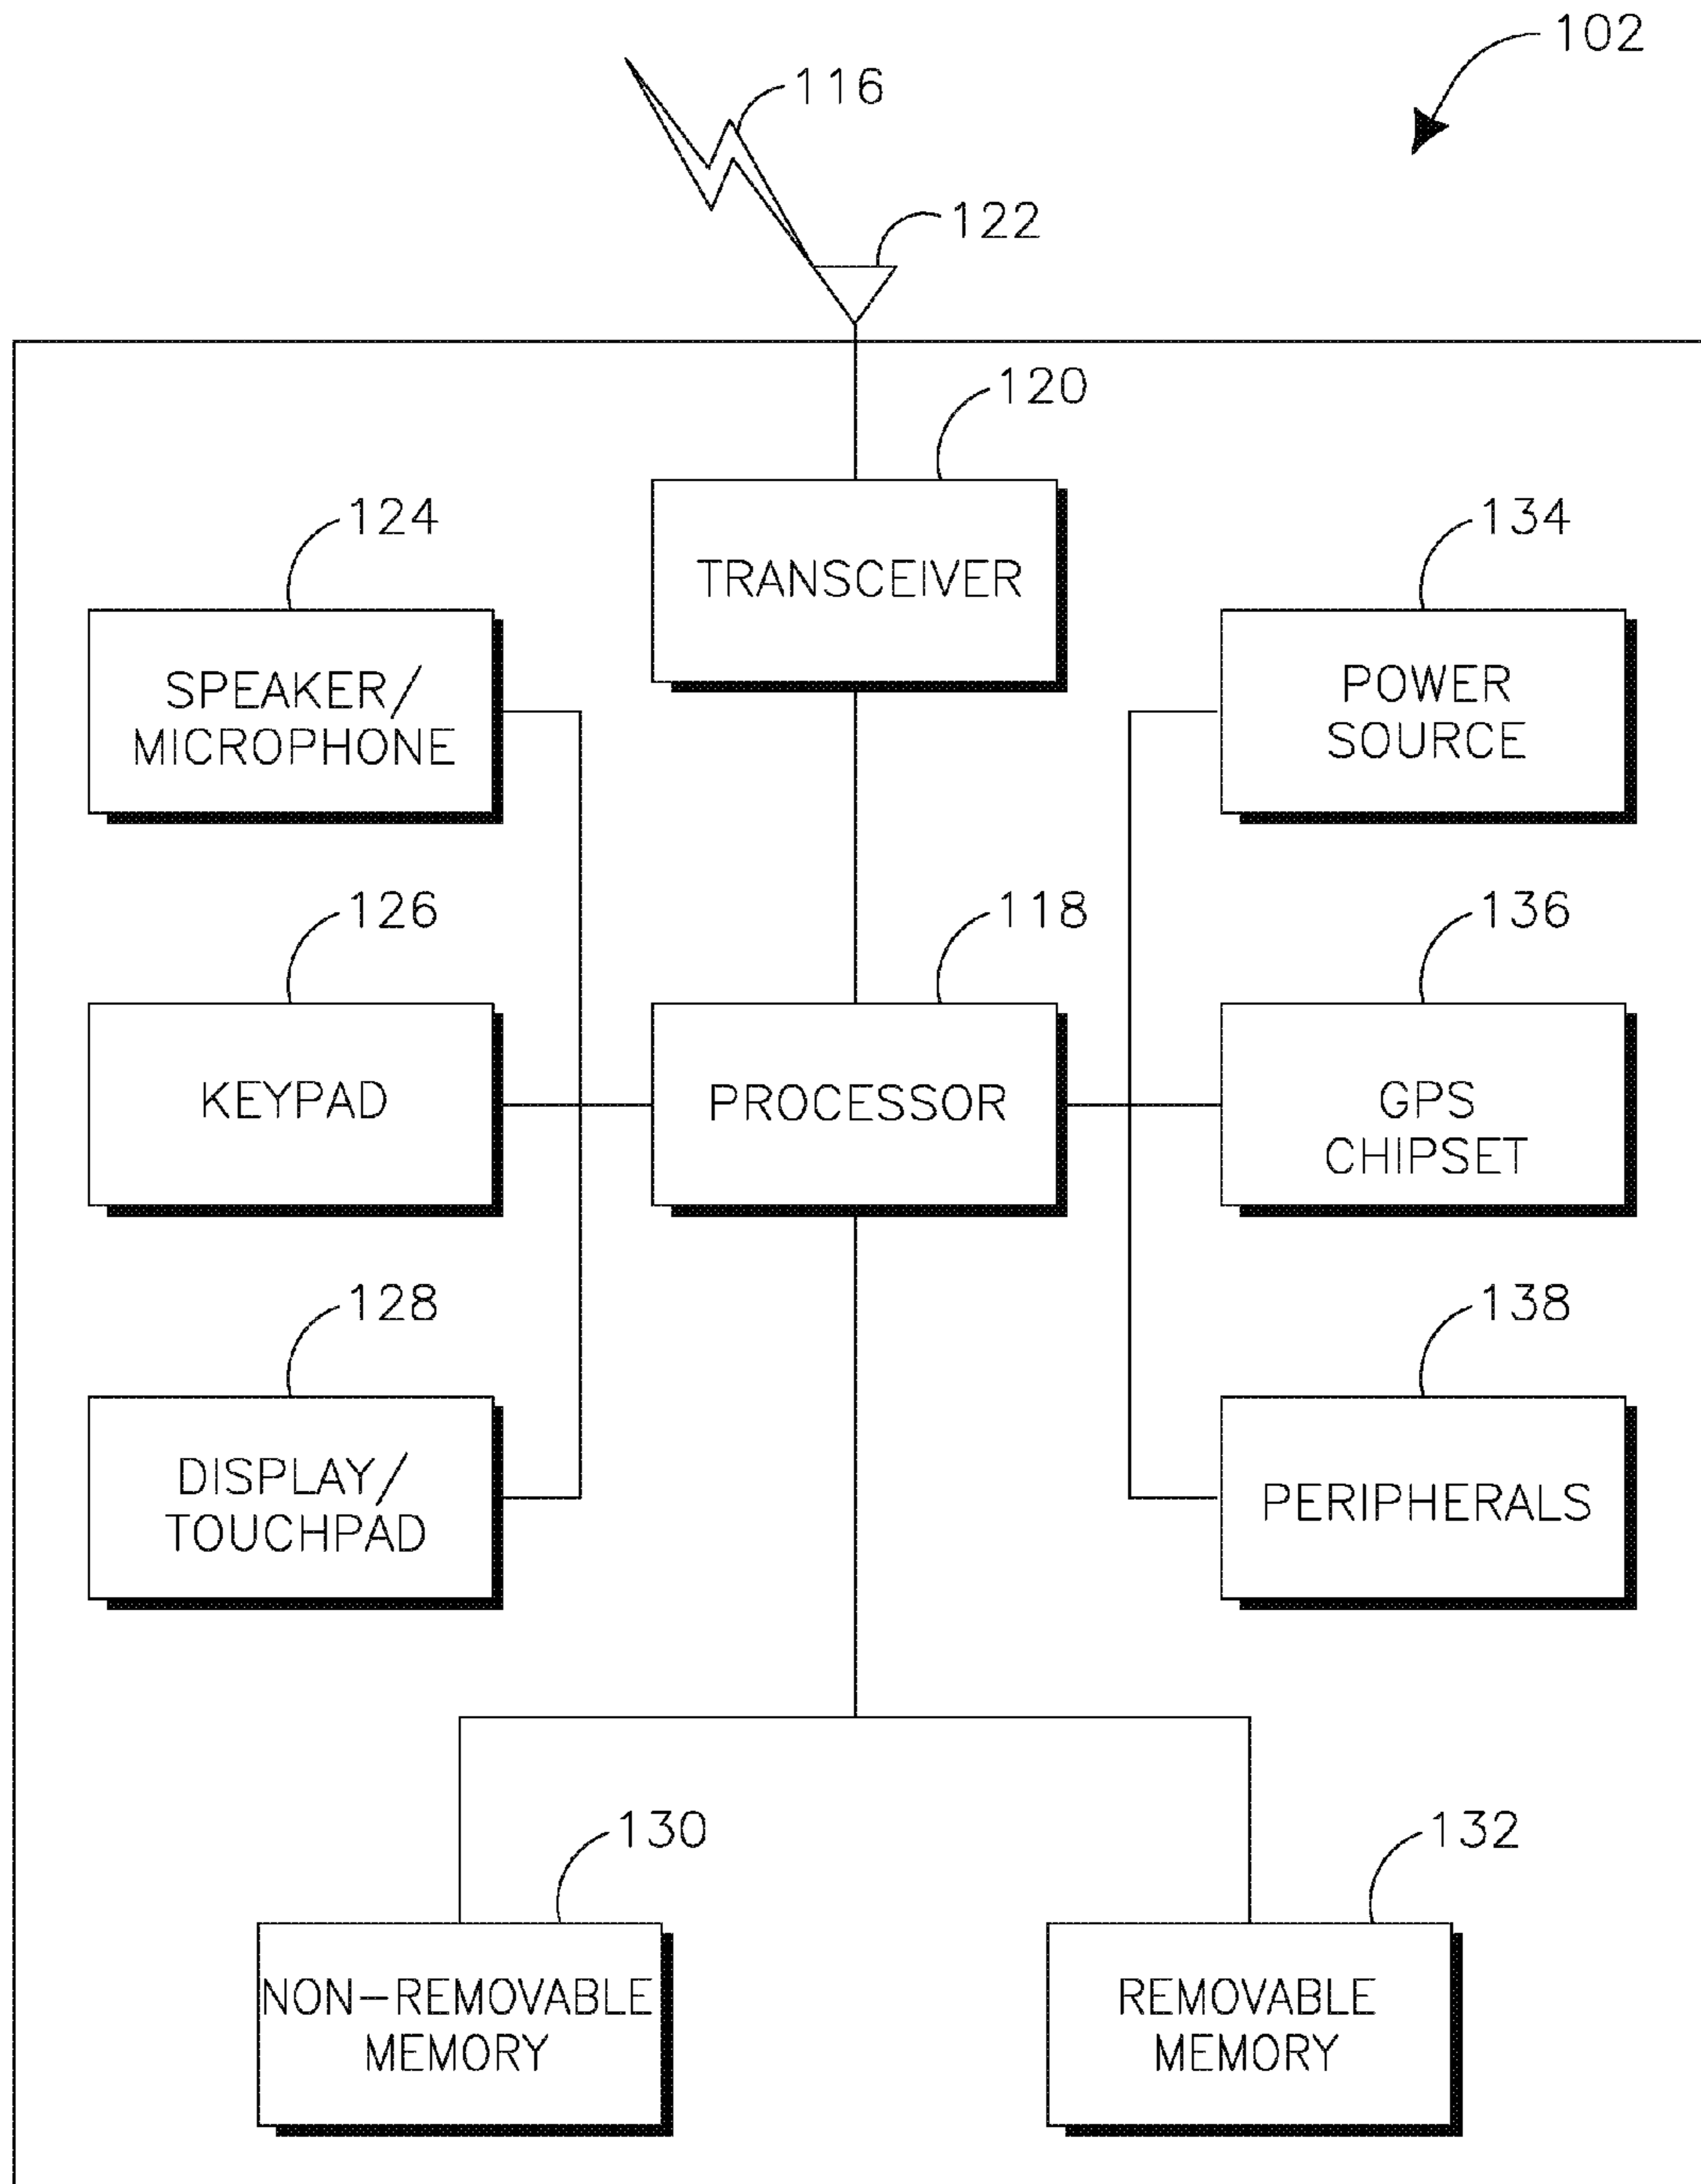 102
116
122
120
TRANSCEIVER
124
SPEAKER/
MICROPHONE
134
POWER
SOURCE
126
KEYPAD
118
PROCESSOR
136
GPS
CHIPSET
128
DISPLAY/
TOUCHPAD
138
PERIPHERALS
130
NON-REMOVABLE
MEMORY
132
REMOVABLE
MEMORY